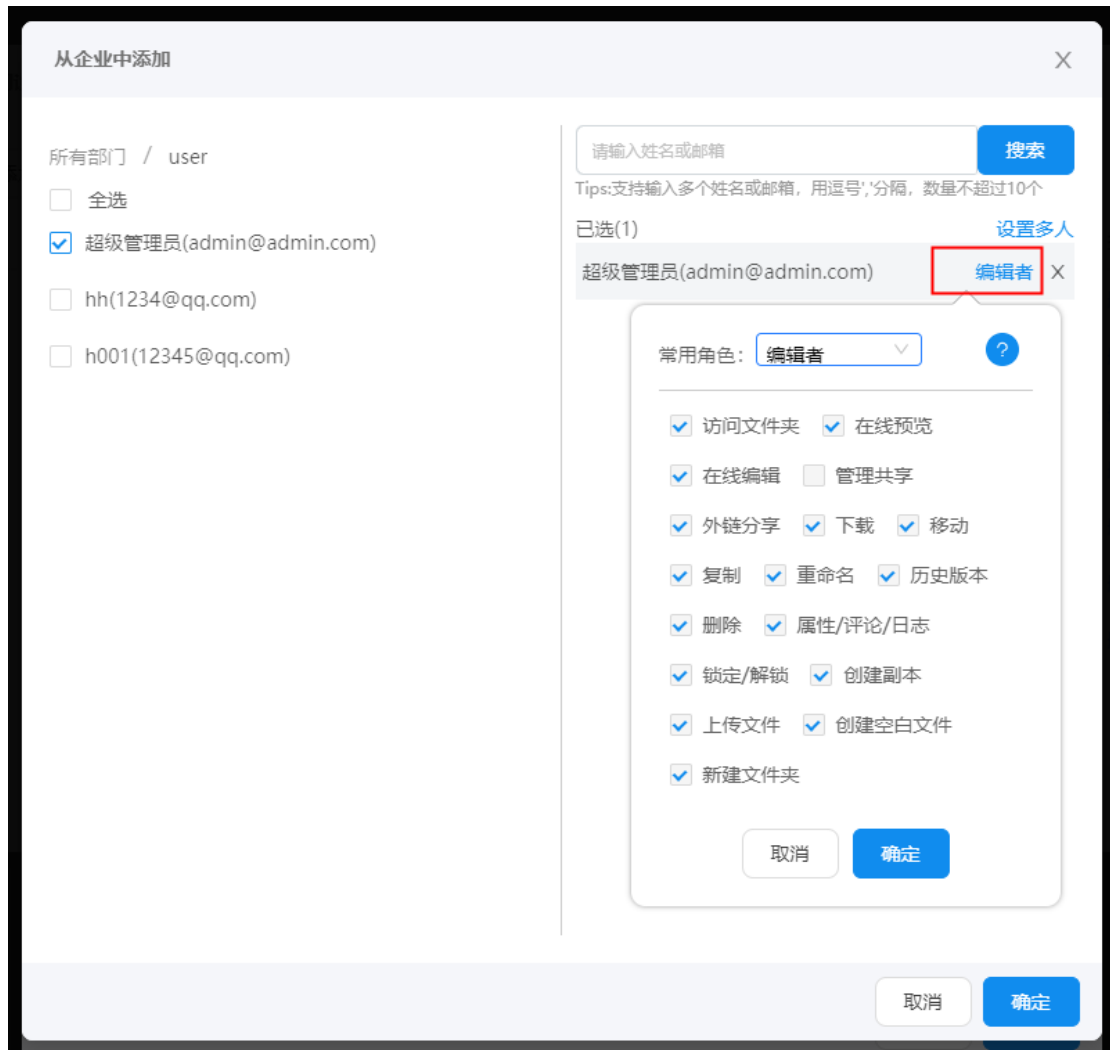 从企业中添加 X
所有部门 / user
全选
超级管理员(admin@admin.com)
hh(1234@qq.com)
h001(12345@qq.com)
请输入姓名或邮箱 搜索
Tips:支持输入多个姓名或邮箱，用逗号','分隔，数量不超过10个
已选(1) 设置多人
超级管理员(admin@admin.com) 编辑者 X
常用角色： 编辑者 ?
访问文件夹 在线预览
在线编辑 管理共享
外链分享 下载 移动
复制 重命名 历史版本
删除 属性/评论/日志
锁定/解锁 创建副本
上传文件 创建空白文件
新建文件夹
取消 确定
取消 确定